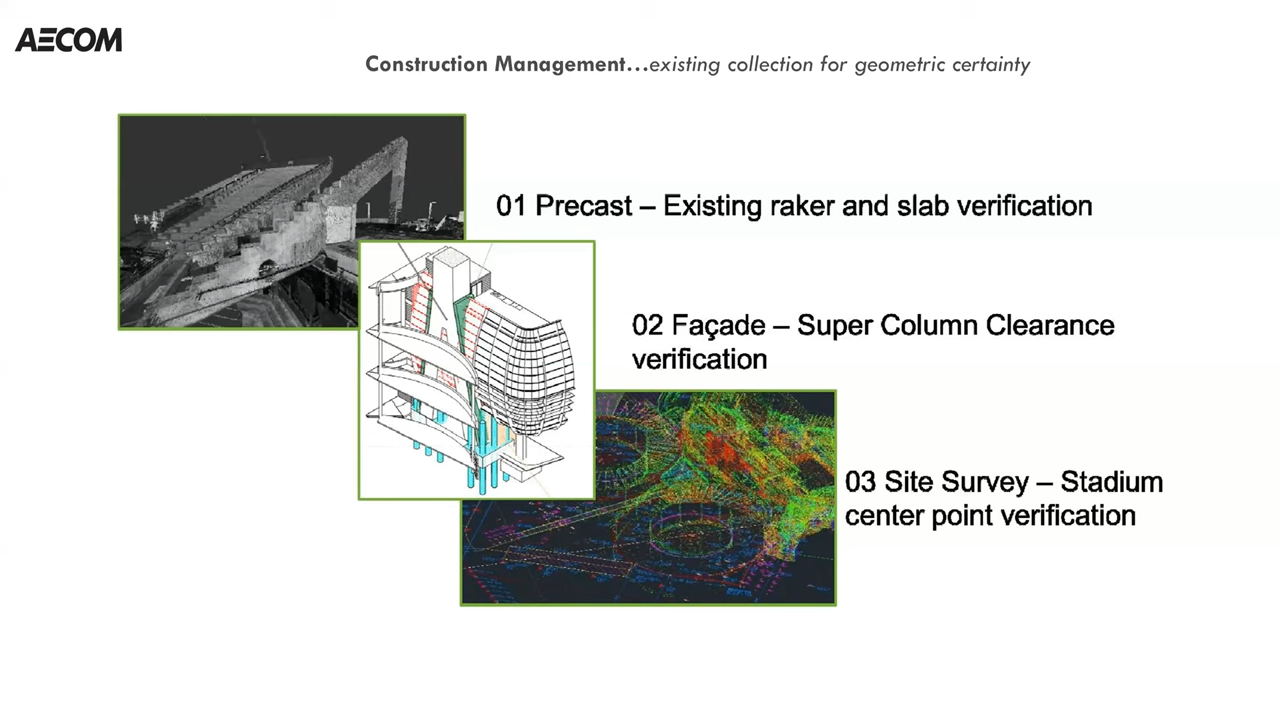 AECOM
Construction Management...existing collection for geometric certainty
01 Precast – Existing raker and slab verification
02 Façade – Super Column Clearance
verification
03 Site Survey – Stadium
center point verification